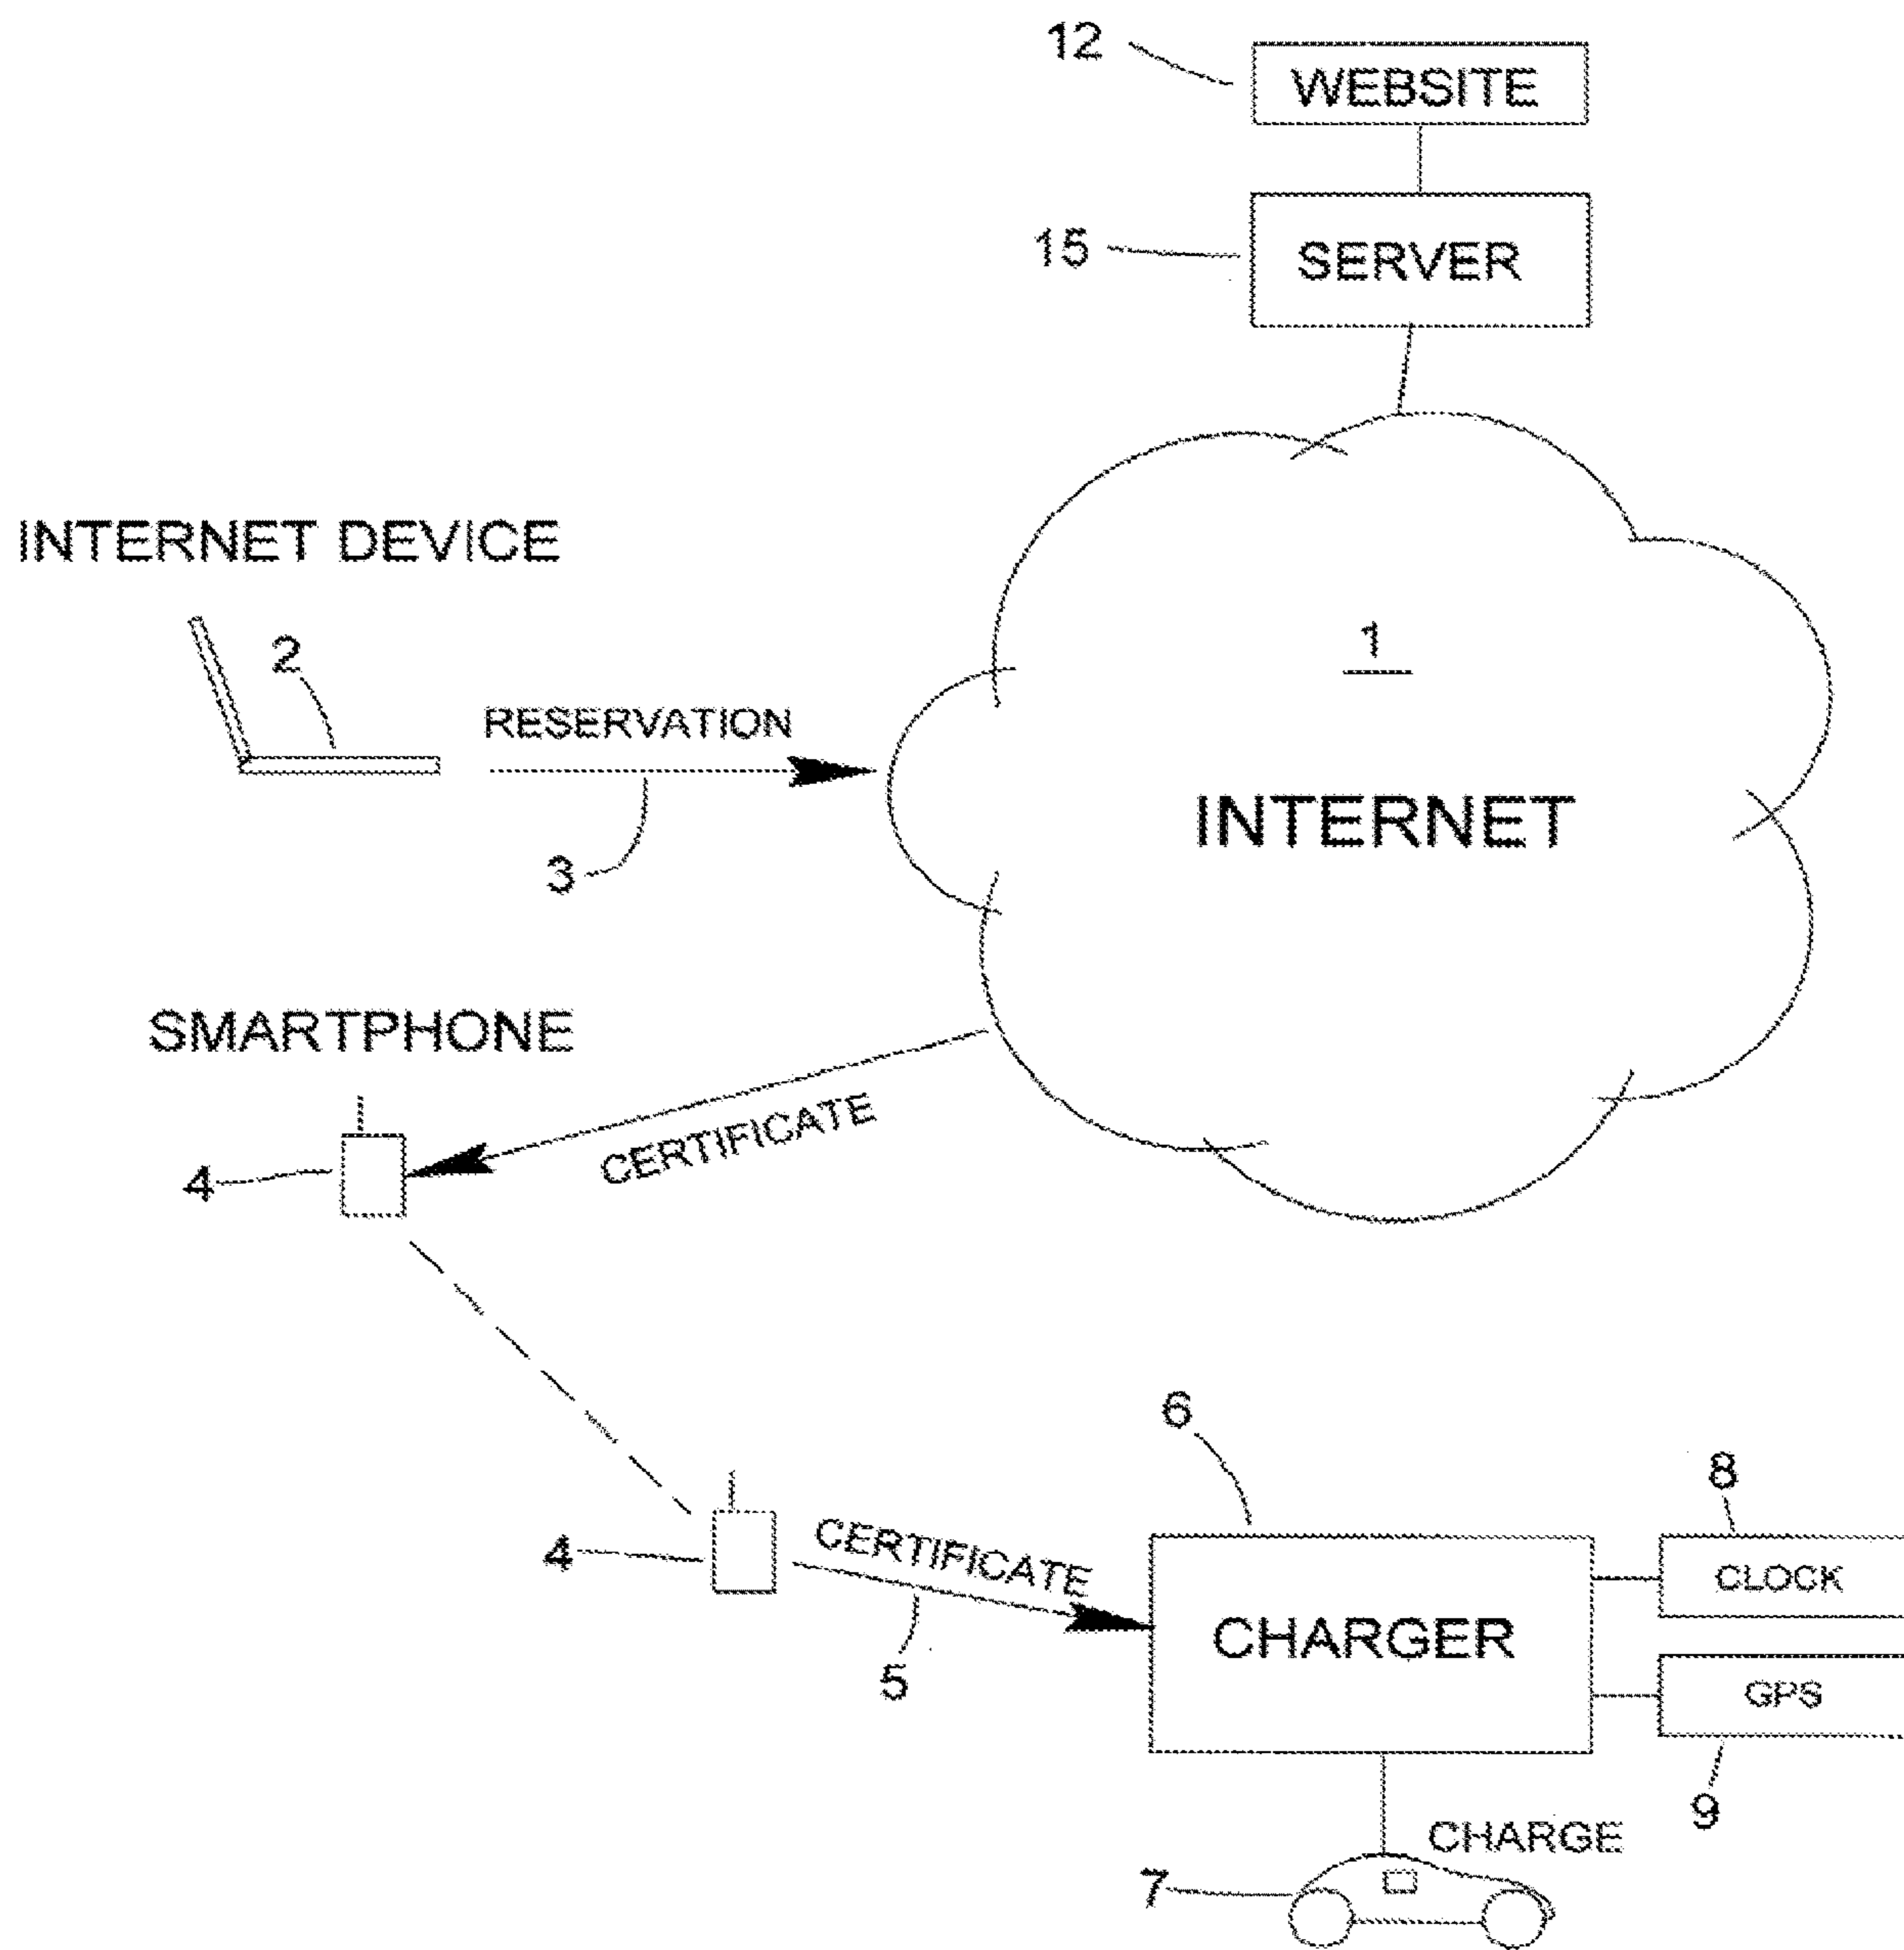 12
WEBSITE
15
SERVER
INTERNET DEVICE
1
2
RESERVATION
INTERNET
3
SMARTPHONE
CERTIFICATE
4
6
8
4
CERTIFICATE
CLOCK
CHARGER
5
GPS
9
CHARGE
7